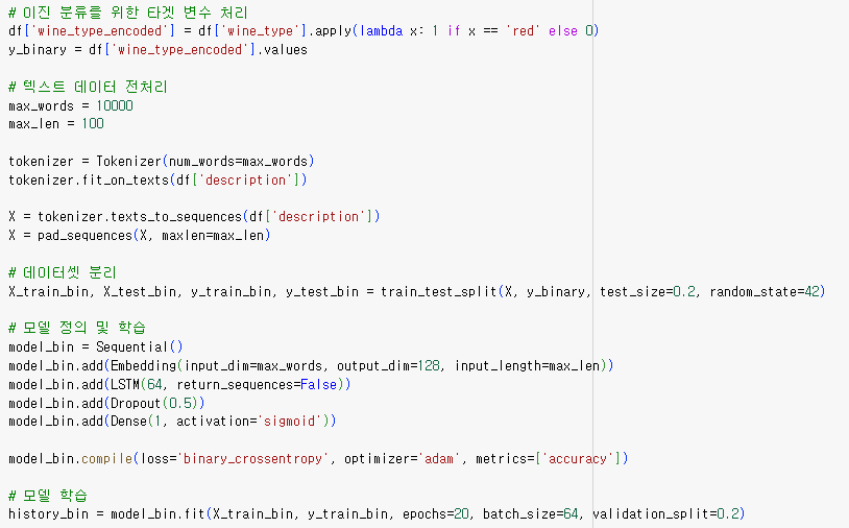 # 이진 분류를 위한 타겟 변수 처리
df['wine_type_encoded'] = df['wine_type'].apply(lambda x: 1 if x == 'red' else 0)
y_binary = df['wine_type_encoded'].values
# 텍스트 데이터 전처리
max_words = 10000
max_len = 100
tokenizer = Tokenizer(num_words=max_words)
tokenizer.fit_on_texts(df['description'])
X = tokenizer.texts_to_sequences(df['description'])
X = pad_sequences(X, maxlen=max_len)
# 데이터셋 분리
X_train_bin, X_test_bin, y_train_bin, y_test_bin = train_test_split(X, y_binary, test_size=0.2, random_state=42)
# 모델 정의 및 학습
model_bin = Sequential()
model_bin.add(Embedding(input_dim=max_words, output_dim=128, input_length=max_len))
model_bin.add(LSTM(64, return_sequences=False))
model_bin.add(Dropout(0.5))
model_bin.add(Dense(1, activation='sigmoid'))
model_bin.compile(loss='binary_crossentropy', optimizer='adam', metrics=['accuracy'])
# 모델 학습
history_bin = model_bin.fit(X_train_bin, y_train_bin, epochs=20, batch_size=64, validation_split=0.2)